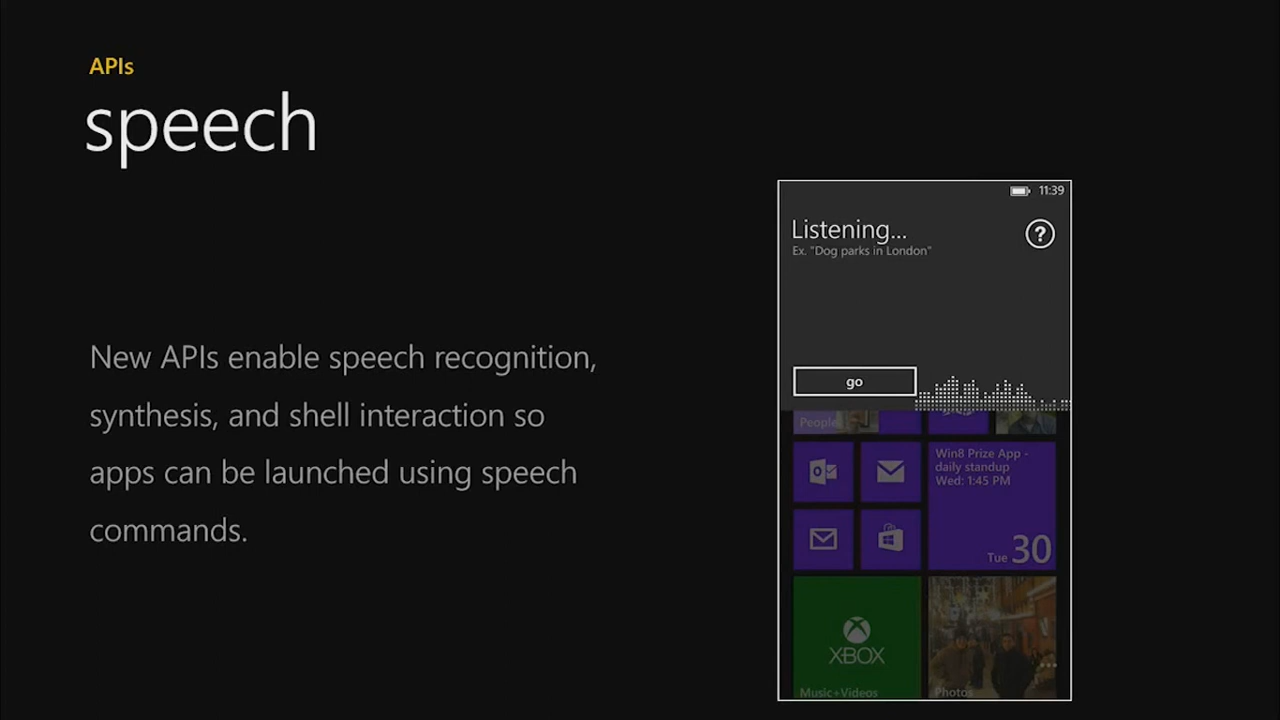 APIs
speech
New APIs enable speech recognition,
synthesis, and shell interaction so
apps can be launched using speech
commands.
11:39
Listening...
?
Ex. "Dog parks in London"
go
People
Win8 Prize App -
daily standup
Wed: 1:45 PM
Tue 30
XBOX
Music+Videos
Photos